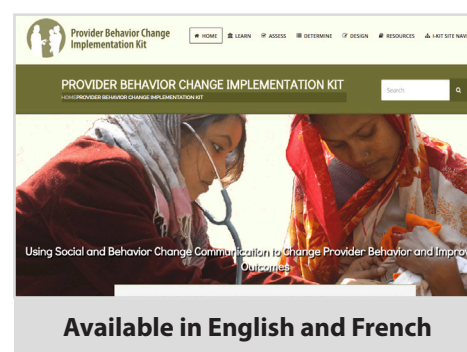 Provider Behavior Change
Implementation Kit
HOME LEARN ASSESS DETERMINE DESIGN RESOURCES I-KIT SITE NAVI
PROVIDER BEHAVIOR CHANGE IMPLEMENTATION KIT
HOMEPROVIDER BEHAVIOR CHANGE IMPLEMENTATION KIT
Search
Using Social and Behavior Change Communication to Change Provider Behavior and Improv
Outcomes
Available in English and French